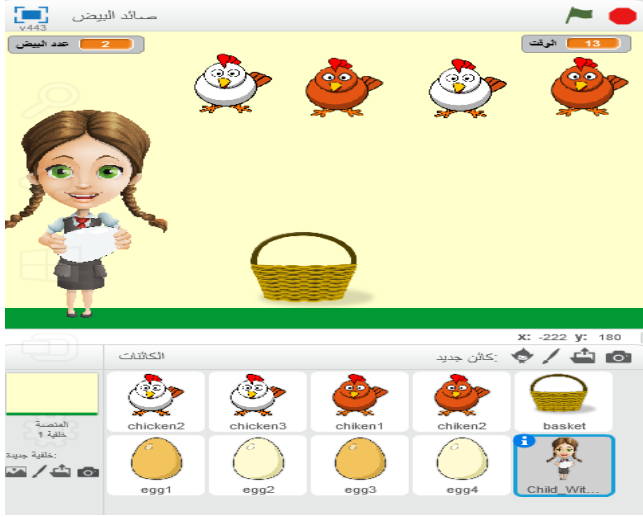 صائد البيض
v443
عدد البيض 2
الوقت 13
x: -222 y: 180
الكائنات
كائن جديد:
chicken2
chicken3
chiken1
chiken2
basket
المنصة
خلفية 1
خلفية جديدة:
egg1
egg2
egg3
egg4
Child_Wit...